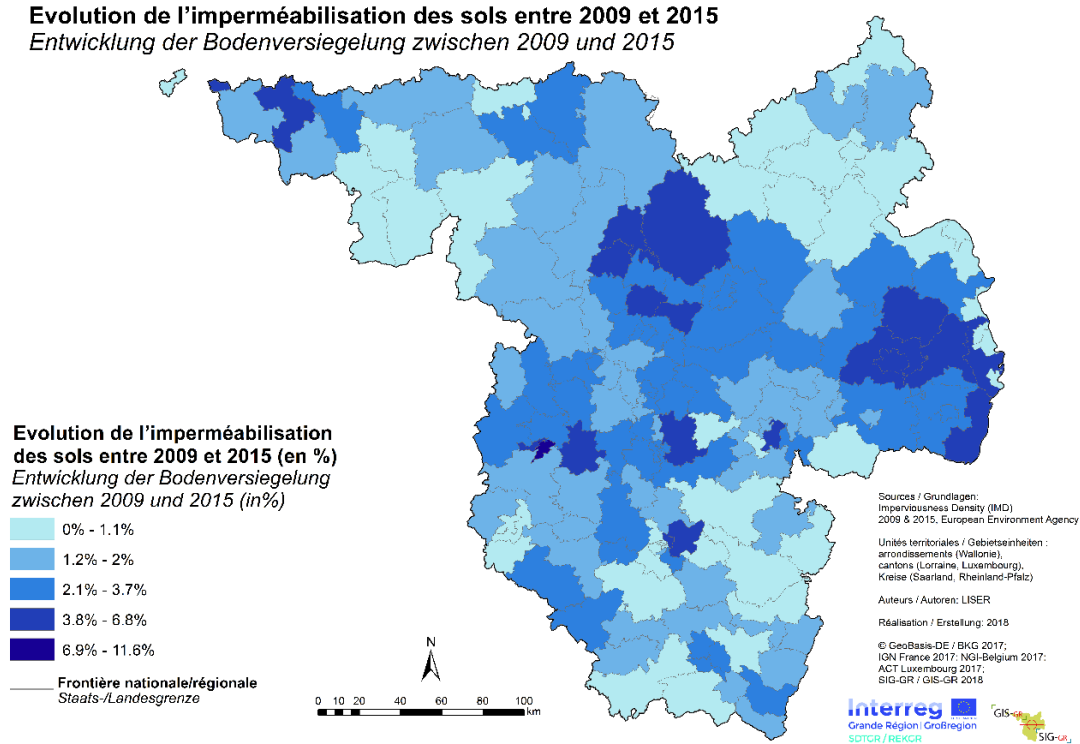 Evolution de l’imperméabilisation des sols entre 2009 et 2015
Entwicklung der Bodenversiegelung zwischen 2009 und 2015
Evolution de l’imperméabilisation
des sols entre 2009 et 2015 (en %)
Entwicklung der Bodenversiegelung
zwischen 2009 und 2015 (in%)
0% - 1.1%
1.2% - 2%
2.1% - 3.7%
3.8% - 6.8%
6.9% - 11.6%
Frontière nationale/régionale
Staats-/Landesgrenze
N
0 10 20 40 60 80 100
km
Sources / Grundlagen:
Imperviousness Density (IMD)
2009 & 2015, European Environment Agency
Unités territoriales / Gebietseinheiten :
arrondissements (Wallonie),
cantons (Lorraine, Luxembourg),
Kreise (Saarland, Rheinland-Pfalz)
Auteurs / Autoren: LISER
Réalisation / Erstellung: 2018
© GeoBasis-DE / BKG 2017;
IGN France 2017; NGI-Belgium 2017;
ACT Luxembourg 2017;
SIG-GR / GIS-GR 2018
Interreg
Grande Région | Großregion
SDTGR / REKGR
GIS-GR
SIG-GR